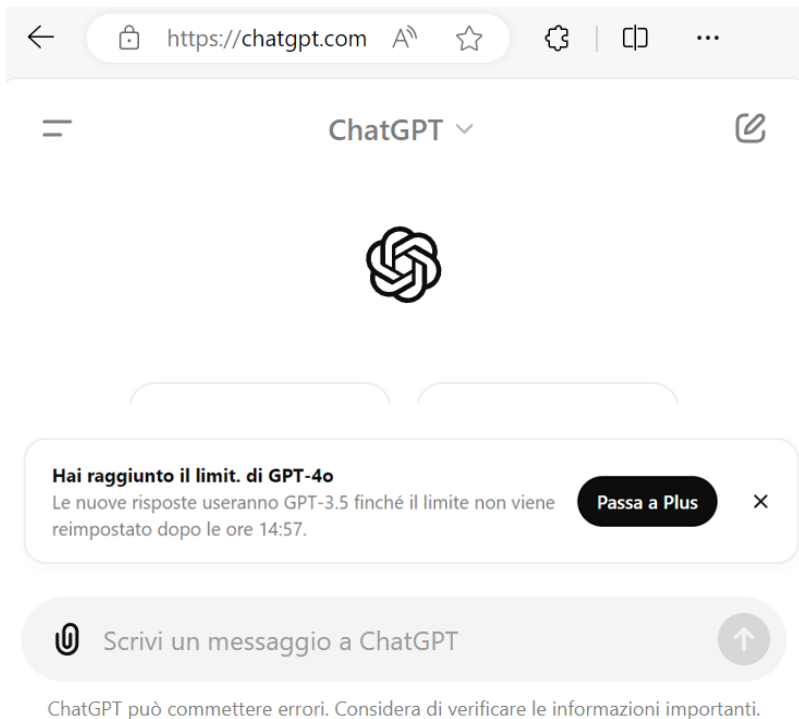 https://chatgpt.com
ChatGPT
Hai raggiunto il limit. di GPT-4o
Le nuove risposte useranno GPT-3.5 finché il limite non viene
reimpostato dopo le ore 14:57.
Passa a Plus
Scrivi un messaggio a ChatGPT
ChatGPT può commettere errori. Considera di verificare le informazioni importanti.